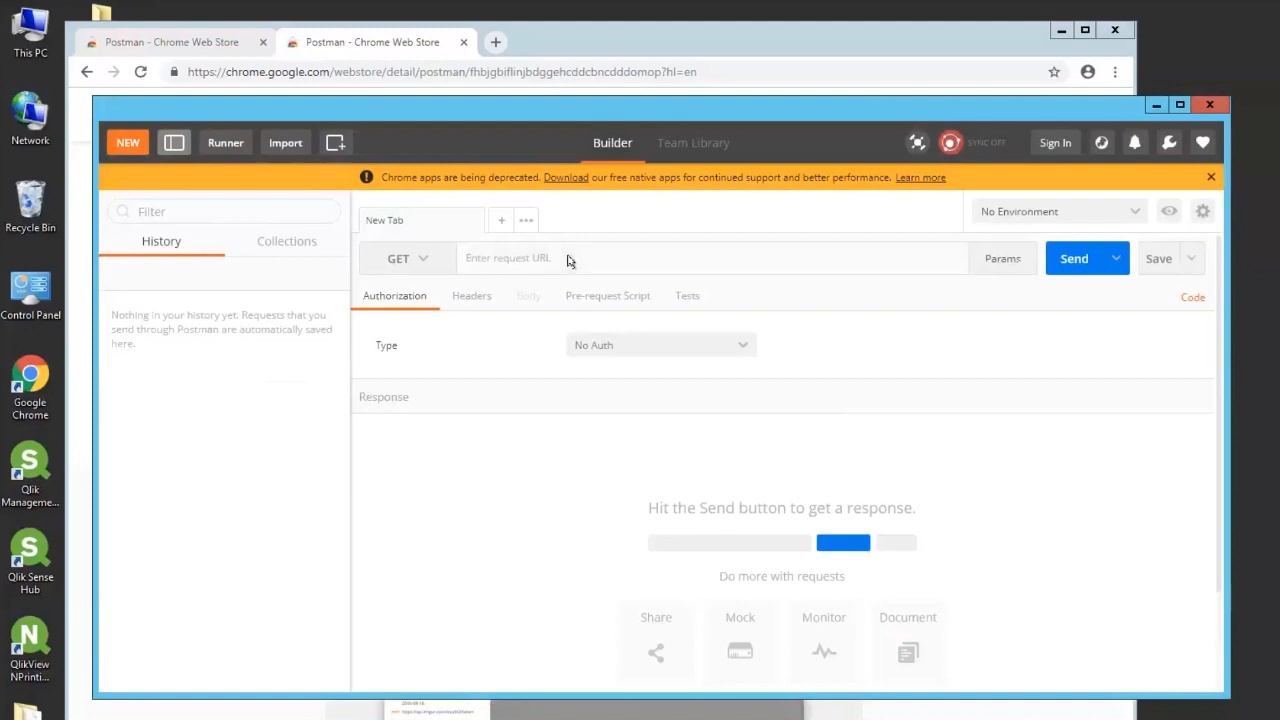 This PC
Network
Recycle Bin
Control Panel
Google
Chrome
Qlik
Manageme...
Qlik Sense
Hub
QlikView
NPrinti...
Postman - Chrome Web Store
Postman - Chrome Web Store
https://chrome.google.com/webstore/detail/postman/fhbjgbiflinjbdggehcddcbncdddomop?hl=en
NEW
Runner
Import
Builder
Team Library
SYNC OFF
Sign In
Chrome apps are being deprecated. Download our free native apps for continued support and better performance. Learn more
Filter
History
Collections
Nothing in your history yet. Requests that you
send through Postman are automatically saved
here.
New Tab
No Environment
GET
Enter request URL
Params
Send
Save
Authorization
Headers
Body
Pre-request Script
Tests
Code
Type
No Auth
Response
Hit the Send button to get a response.
Do more with requests
Share
Mock
Monitor
Document